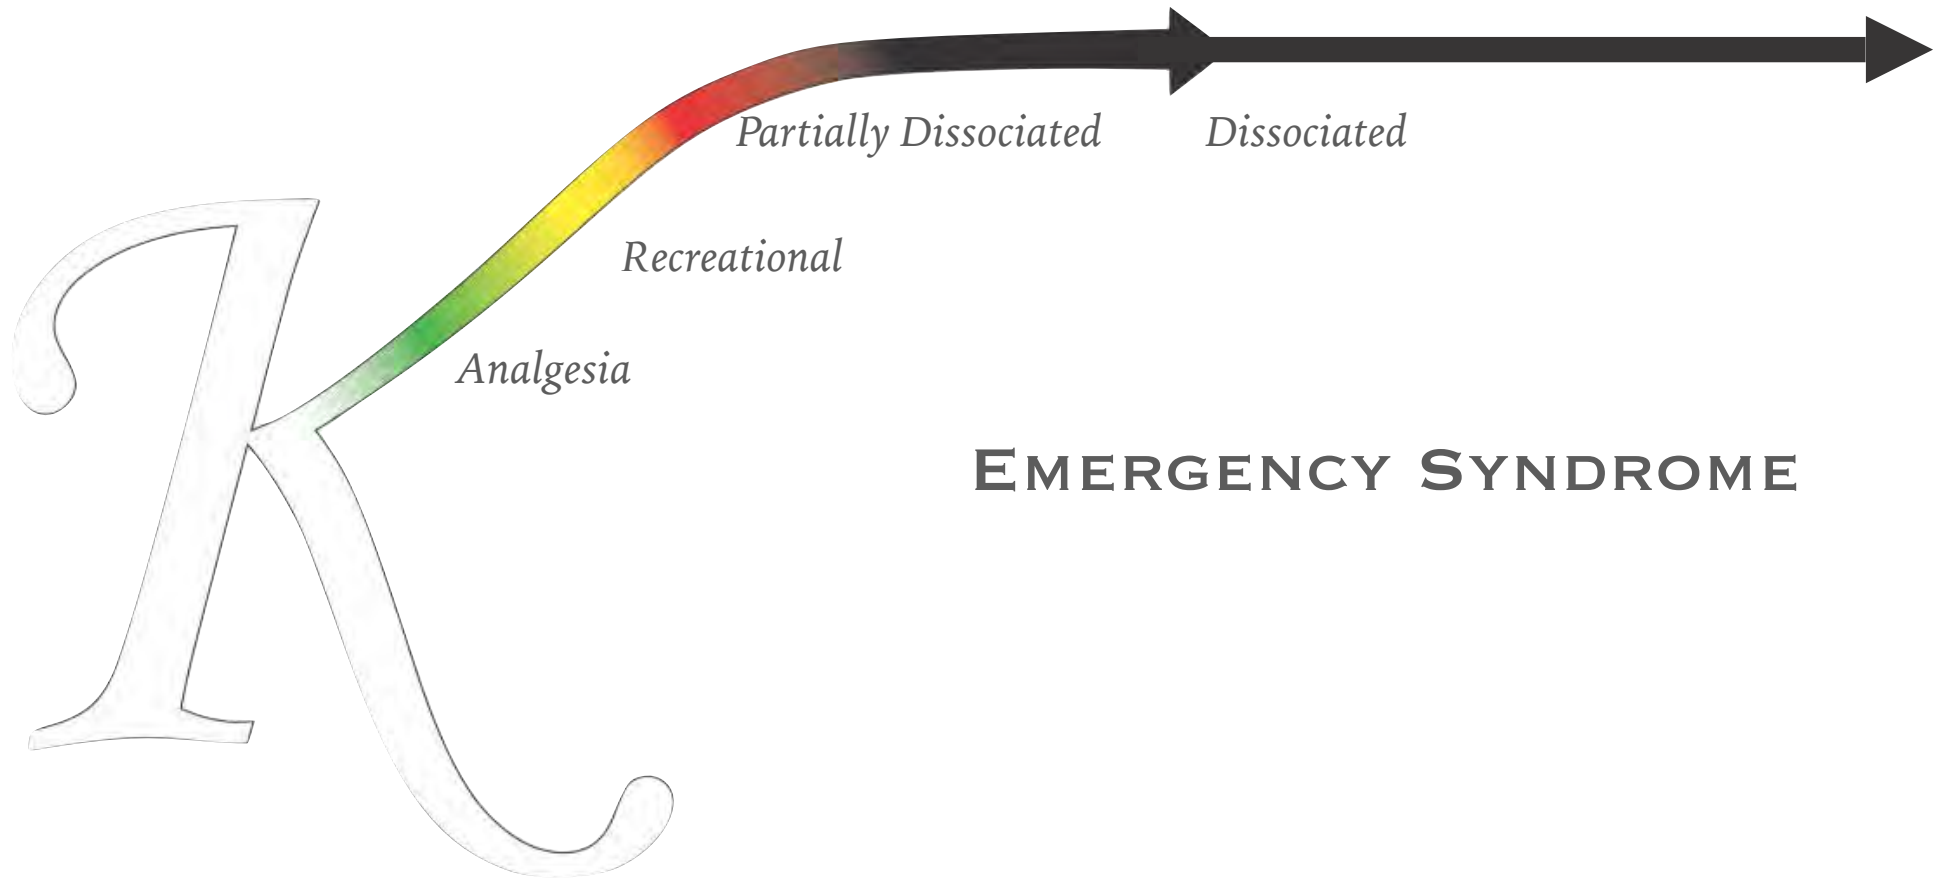 Partially Dissociated
Dissociated
Recreational
Analgesia
K
EMERGENCY SYNDROME